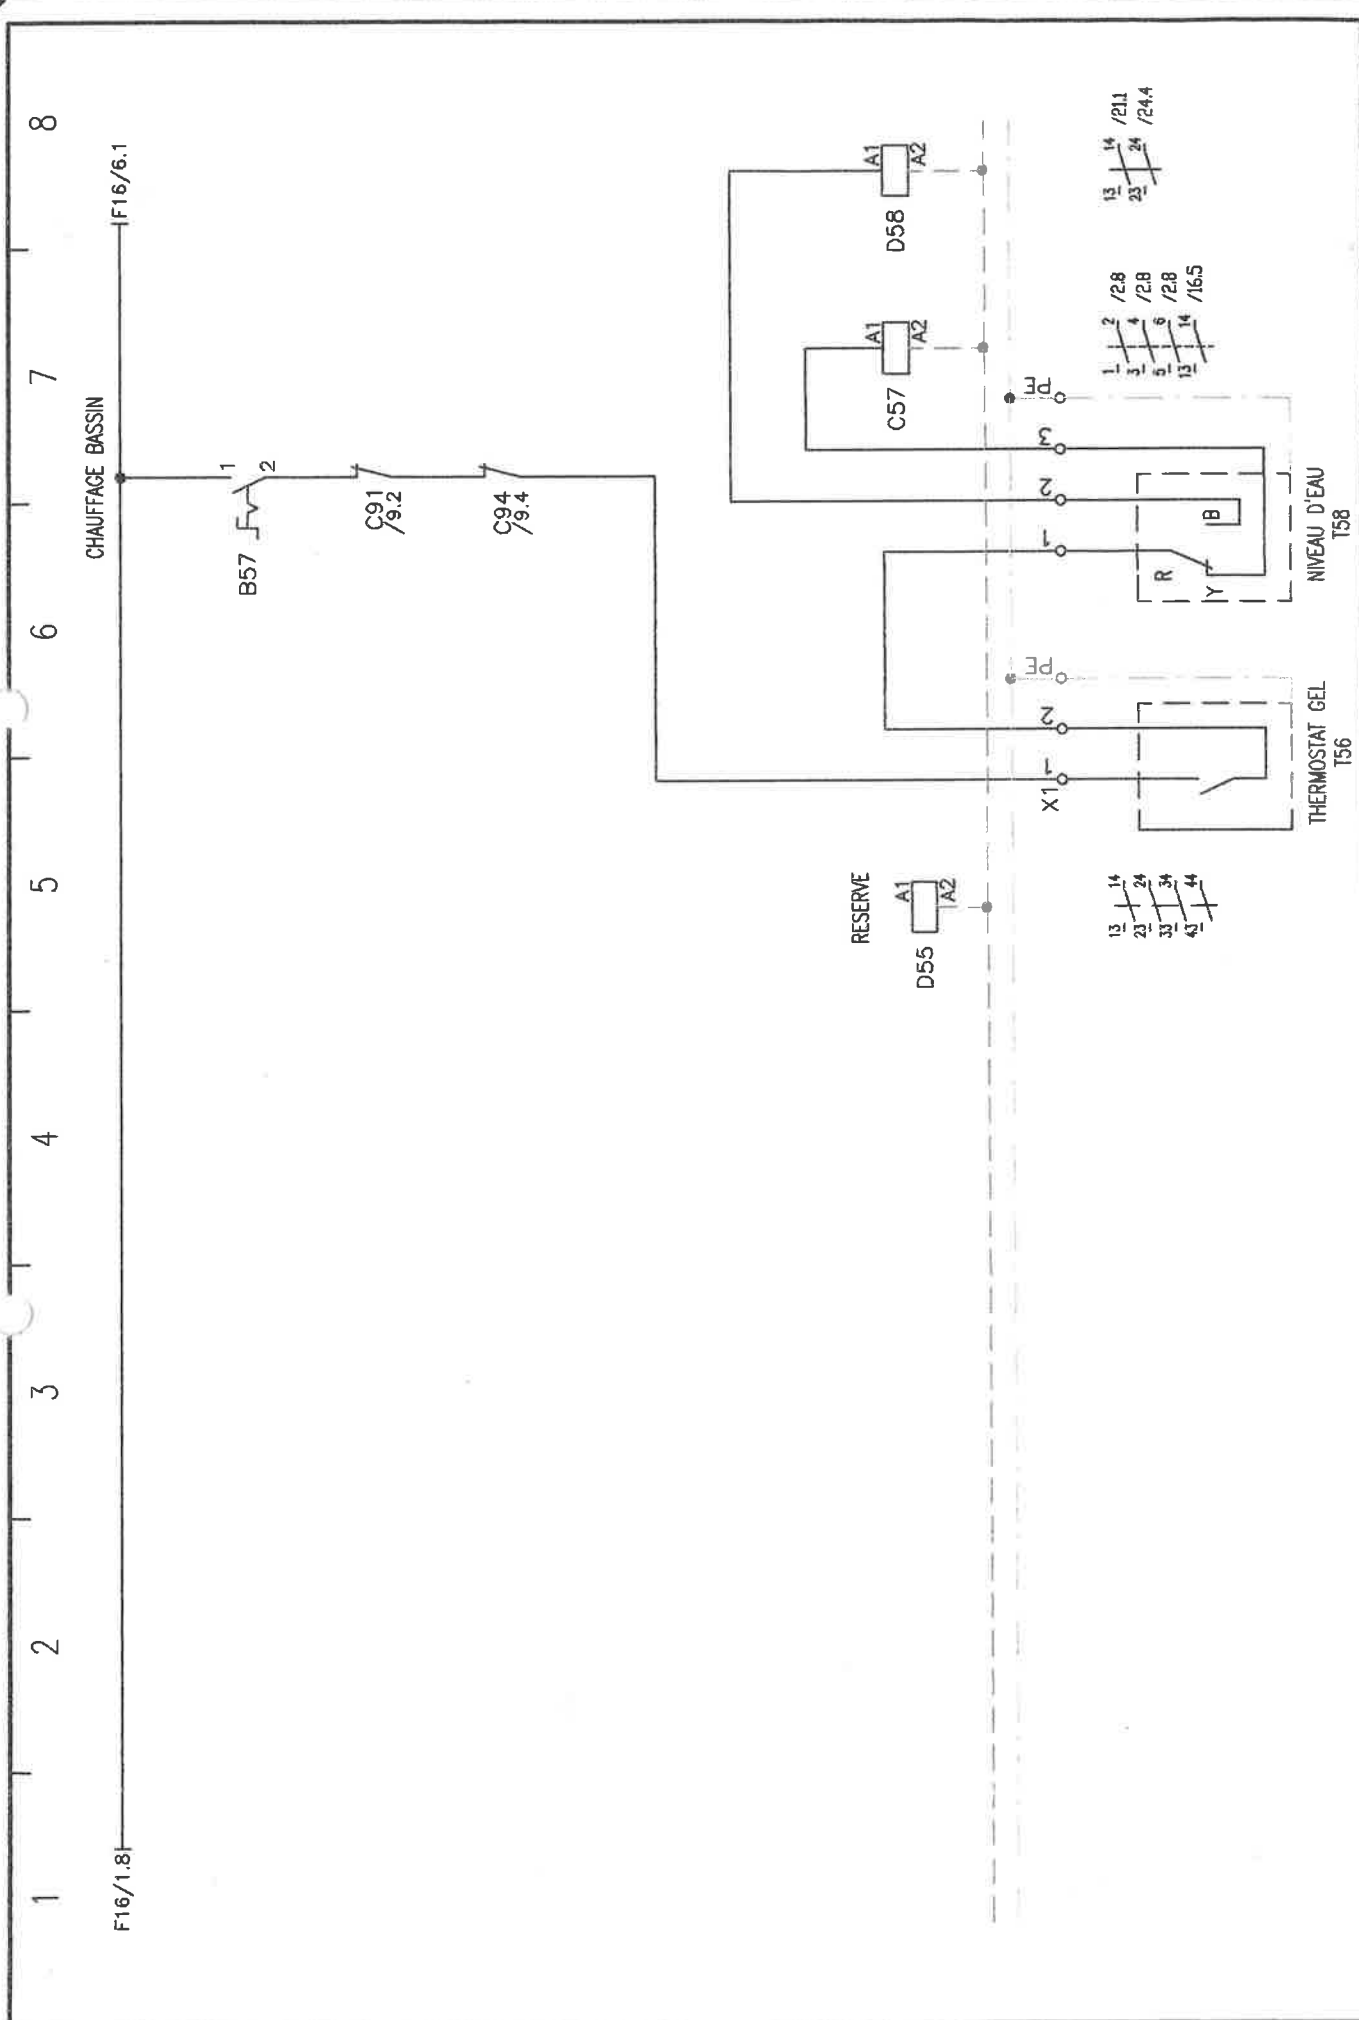 1 2 3 4 5 6 7 8
F16/1.8
F16/6.1
CHAUFFAGE BASSIN
B57
1
2
C91
/9.2
C94
/9.4
RESERVE
D55
A1
A2
C57
A1
A2
D58
A1
A2
X1
1
2
PE
1
2
3
PE
R
Y
B
THERMOSTAT GEL
T56
NIVEAU D'EAU
T58
13 14
23 24
33 34
43 44
1 2 /2.8
3 4 /2.8
5 6 /2.8
13 14 /16.5
13 14 /21.1
23 24 /24.4